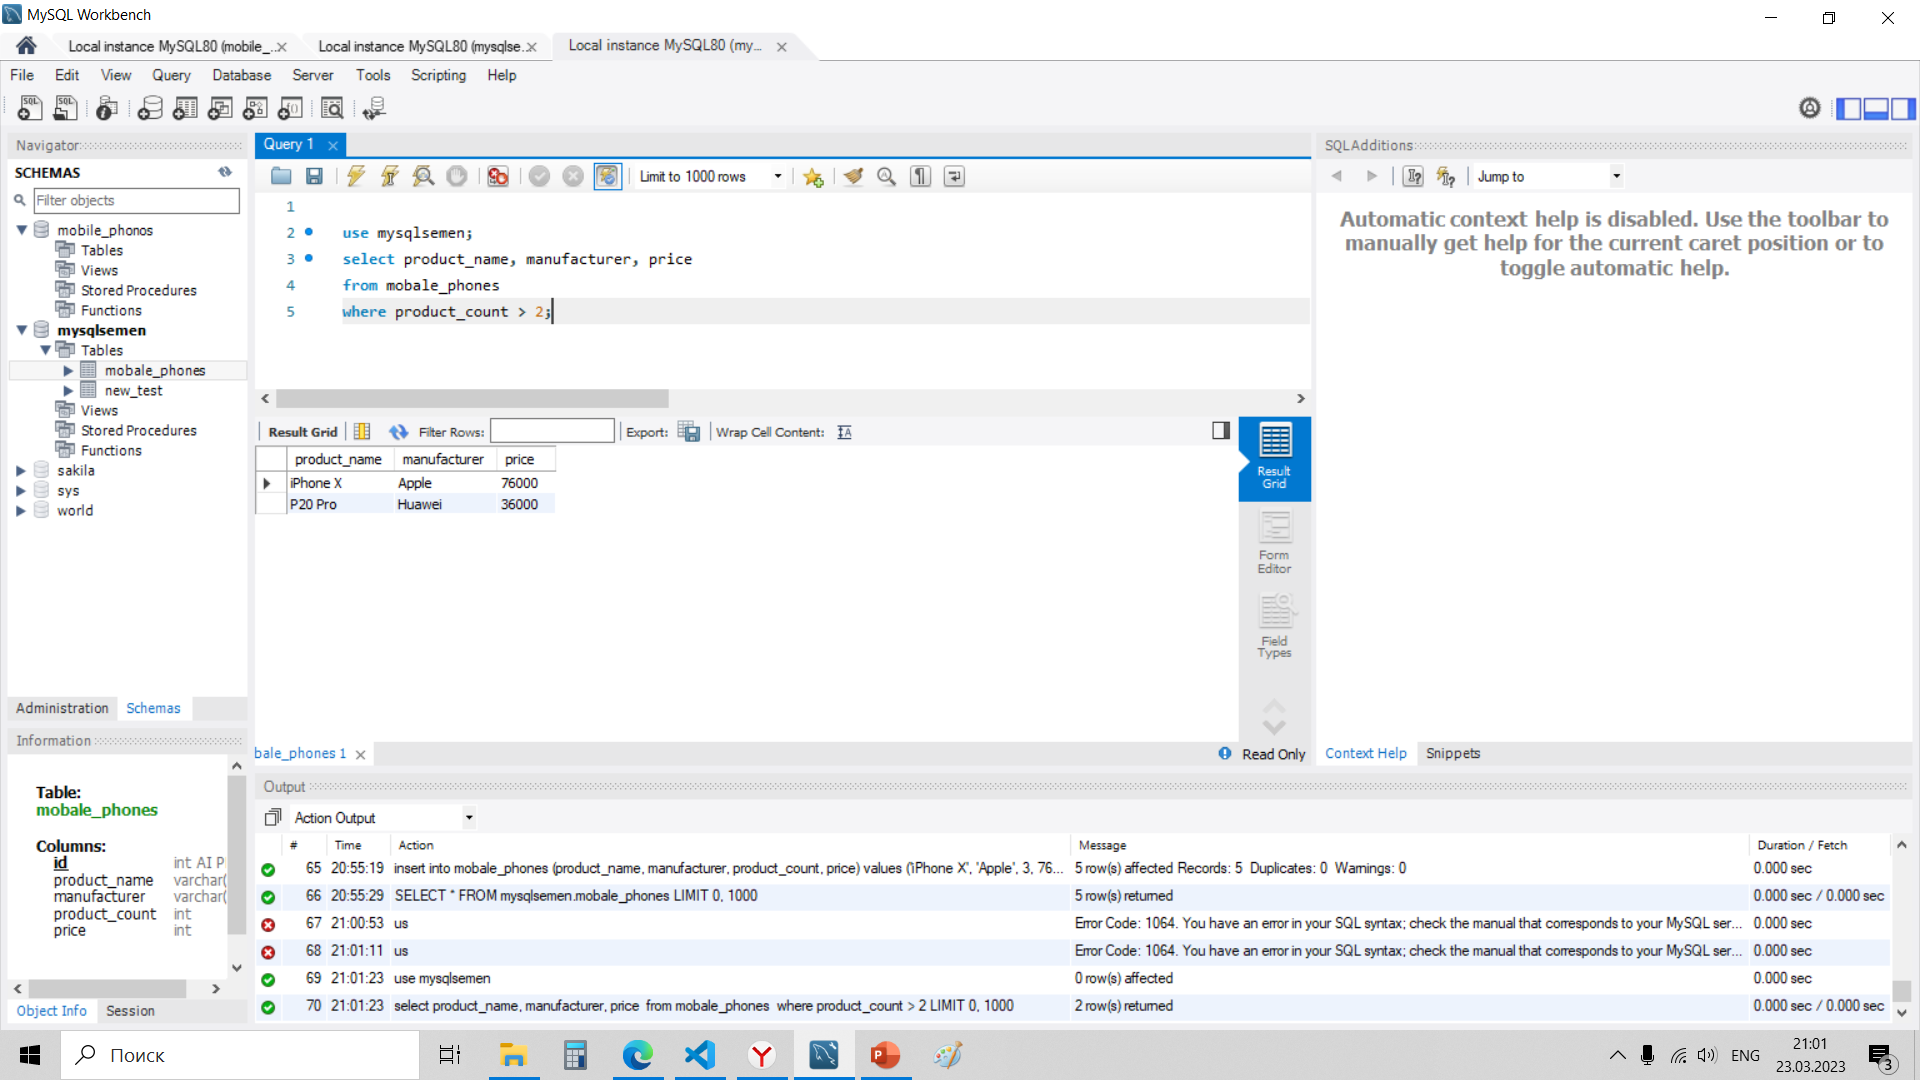 MySQL Workbench
Local instance MySQL80 (mobile_...
Local instance MySQL80 (mysqlse...
Local instance MySQL80 (my...
File Edit View Query Database Server Tools Scripting Help
Navigator
SCHEMAS
Filter objects
mobile_phonos
Tables
Views
Stored Procedures
Functions
mysqlsemen
Tables
mobale_phones
new_test
Views
Stored Procedures
Functions
sakila
sys
world
Administration Schemas
Information
Table:
mobale_phones
Columns:
id int AI P
product_name varchar(
manufacturer varchar(
product_count int
price int
Object Info Session
Query 1
Limit to 1000 rows
1
2 use mysqlsemen;
3 select product_name, manufacturer, price
4 from mobale_phones
5 where product_count > 2;
Result Grid Filter Rows: Export: Wrap Cell Content:
product_name manufacturer price
iPhone X Apple 76000
P20 Pro Huawei 36000
Result
Grid
Form
Editor
Field
Types
bale_phones 1
Read Only
SQLAdditions
Jump to
Automatic context help is disabled. Use the toolbar to
manually get help for the current caret position or to
toggle automatic help.
Context Help Snippets
Output
Action Output
# Time Action Message Duration / Fetch
65 20:55:19 insert into mobale_phones (product_name, manufacturer, product_count, price) values ('iPhone X', 'Apple', 3, 76... 5 row(s) affected Records: 5 Duplicates: 0 Warnings: 0 0.000 sec
66 20:55:29 SELECT * FROM mysqlsemen.mobale_phones LIMIT 0, 1000 5 row(s) returned 0.000 sec / 0.000 sec
67 21:00:53 us Error Code: 1064. You have an error in your SQL syntax; check the manual that corresponds to your MySQL ser... 0.000 sec
68 21:01:11 us Error Code: 1064. You have an error in your SQL syntax; check the manual that corresponds to your MySQL ser... 0.000 sec
69 21:01:23 use mysqlsemen 0 row(s) affected 0.000 sec
70 21:01:23 select product_name, manufacturer, price from mobale_phones where product_count > 2 LIMIT 0, 1000 2 row(s) returned 0.000 sec / 0.000 sec
Поиск
ENG
21:01
23.03.2023
3